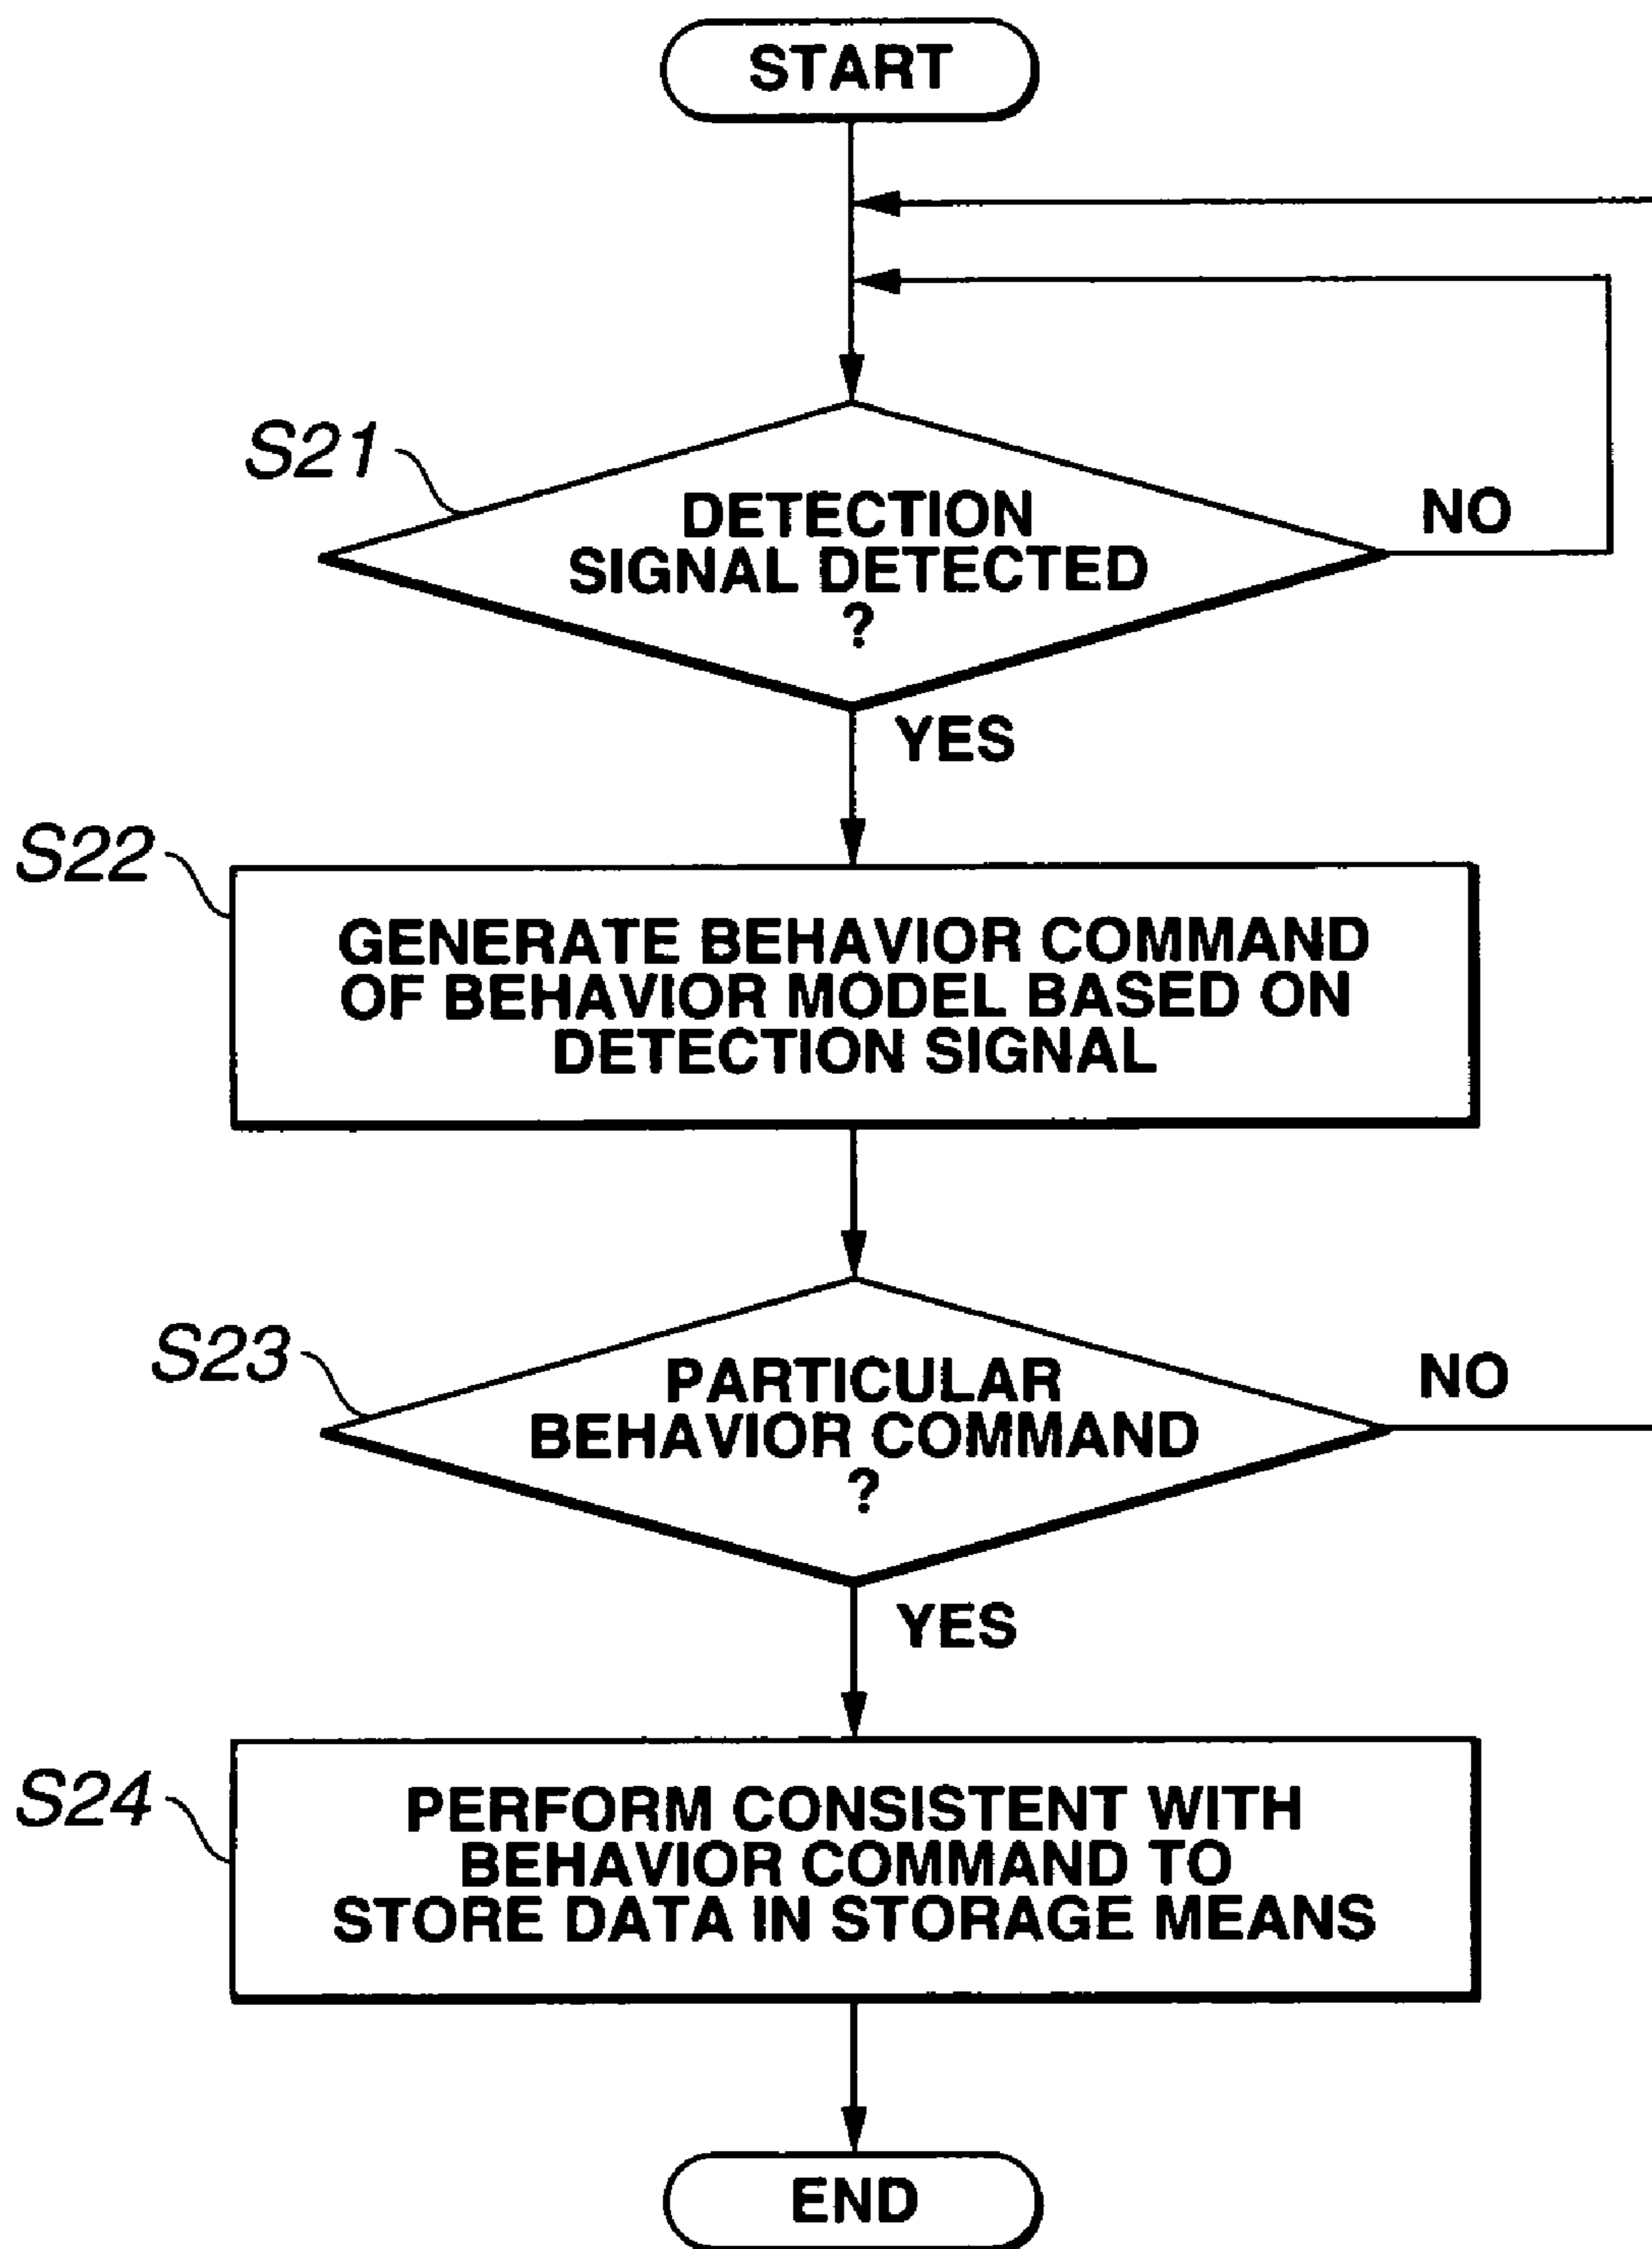 START
S21
DETECTION
SIGNAL DETECTED
?
NO
YES
S22
GENERATE BEHAVIOR COMMAND
OF BEHAVIOR MODEL BASED ON
DETECTION SIGNAL
S23
PARTICULAR
BEHAVIOR COMMAND
?
NO
YES
S24
PERFORM CONSISTENT WITH
BEHAVIOR COMMAND TO
STORE DATA IN STORAGE MEANS
END